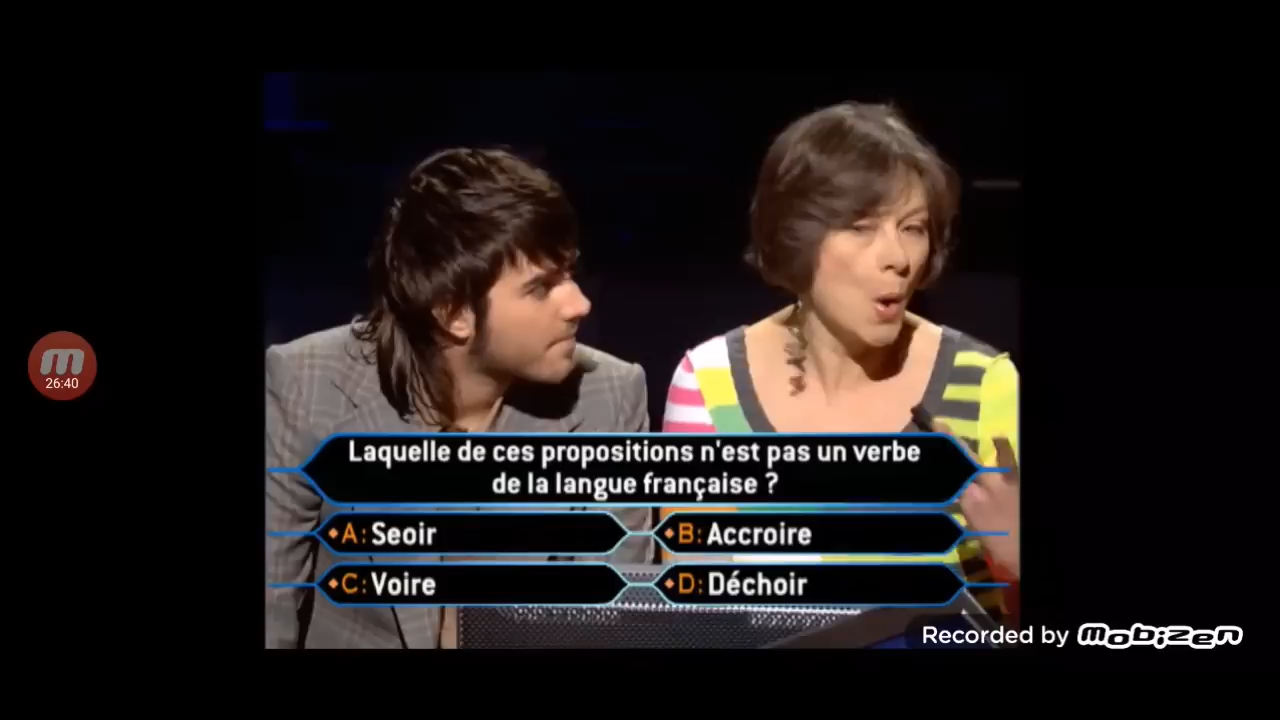 Laquelle de ces propositions n'est pas un verbe
de la langue française ?
A: Seoir
B: Accroire
C: Voire
D: Déchoir
26:40
Recorded by mobizen